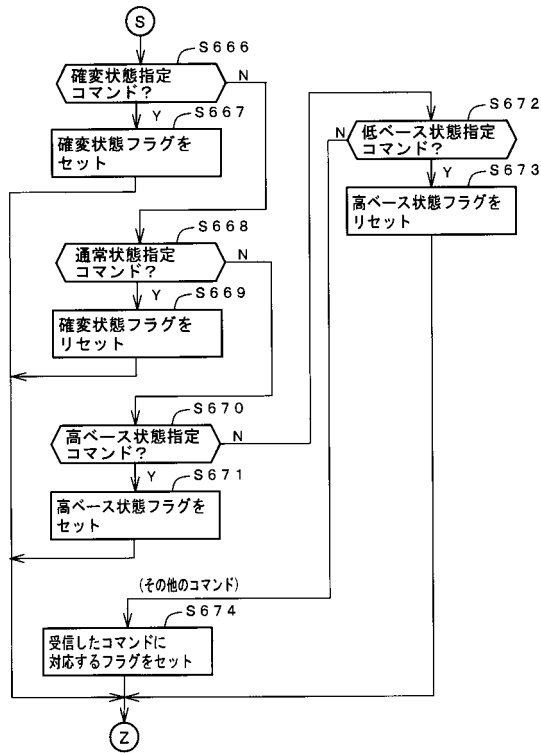 S
S666
確変状態指定
コマンド?
N
Y
S667
確変状態フラグを
セット
S668
通常状態指定
コマンド?
N
Y
S669
確変状態フラグを
リセット
S670
高ベース状態指定
コマンド?
N
Y
S671
高ベース状態フラグを
セット
S672
N
低ベース状態指定
コマンド?
Y
S673
高ベース状態フラグを
リセット
(その他のコマンド)
S674
受信したコマンドに
対応するフラグをセット
Z